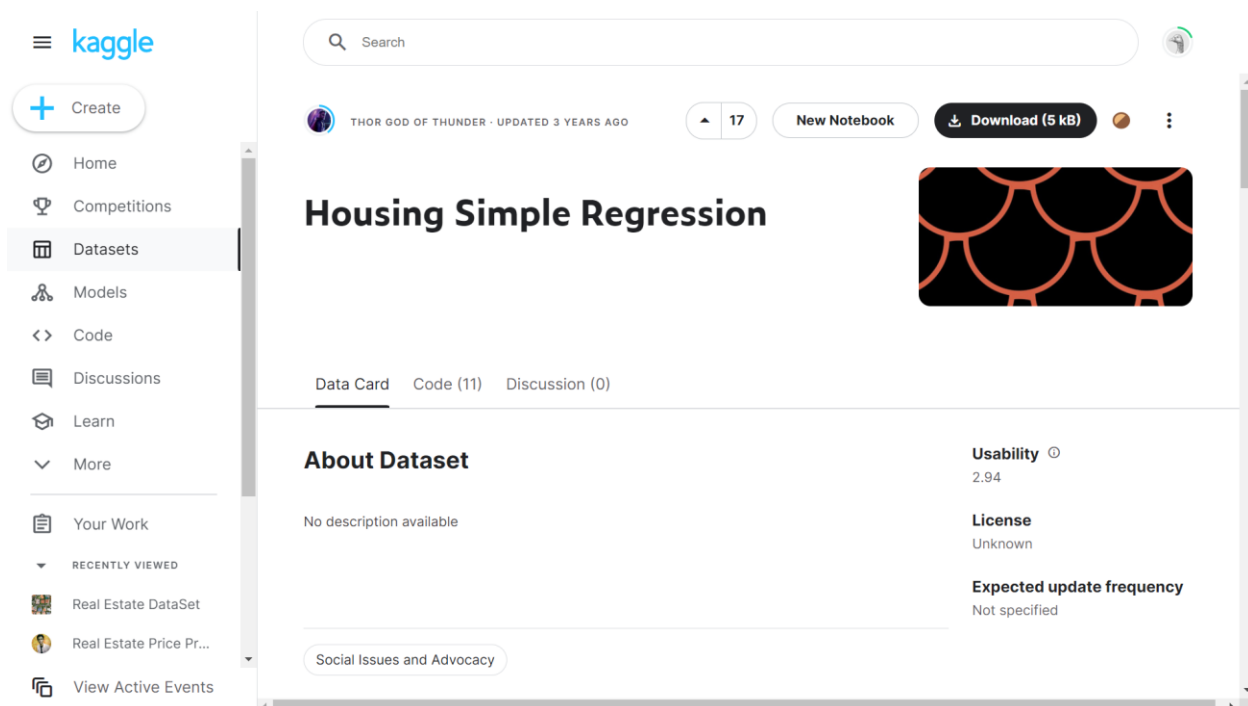 kaggle
Search
Create
Home
Competitions
Datasets
Models
Code
Discussions
Learn
More
Your Work
RECENTLY VIEWED
Real Estate DataSet
Real Estate Price Pr...
View Active Events
THOR GOD OF THUNDER · UPDATED 3 YEARS AGO
17
New Notebook
Download (5 kB)
Housing Simple Regression
Data Card Code (11) Discussion (0)
About Dataset
No description available
Social Issues and Advocacy
Usability
2.94
License
Unknown
Expected update frequency
Not specified